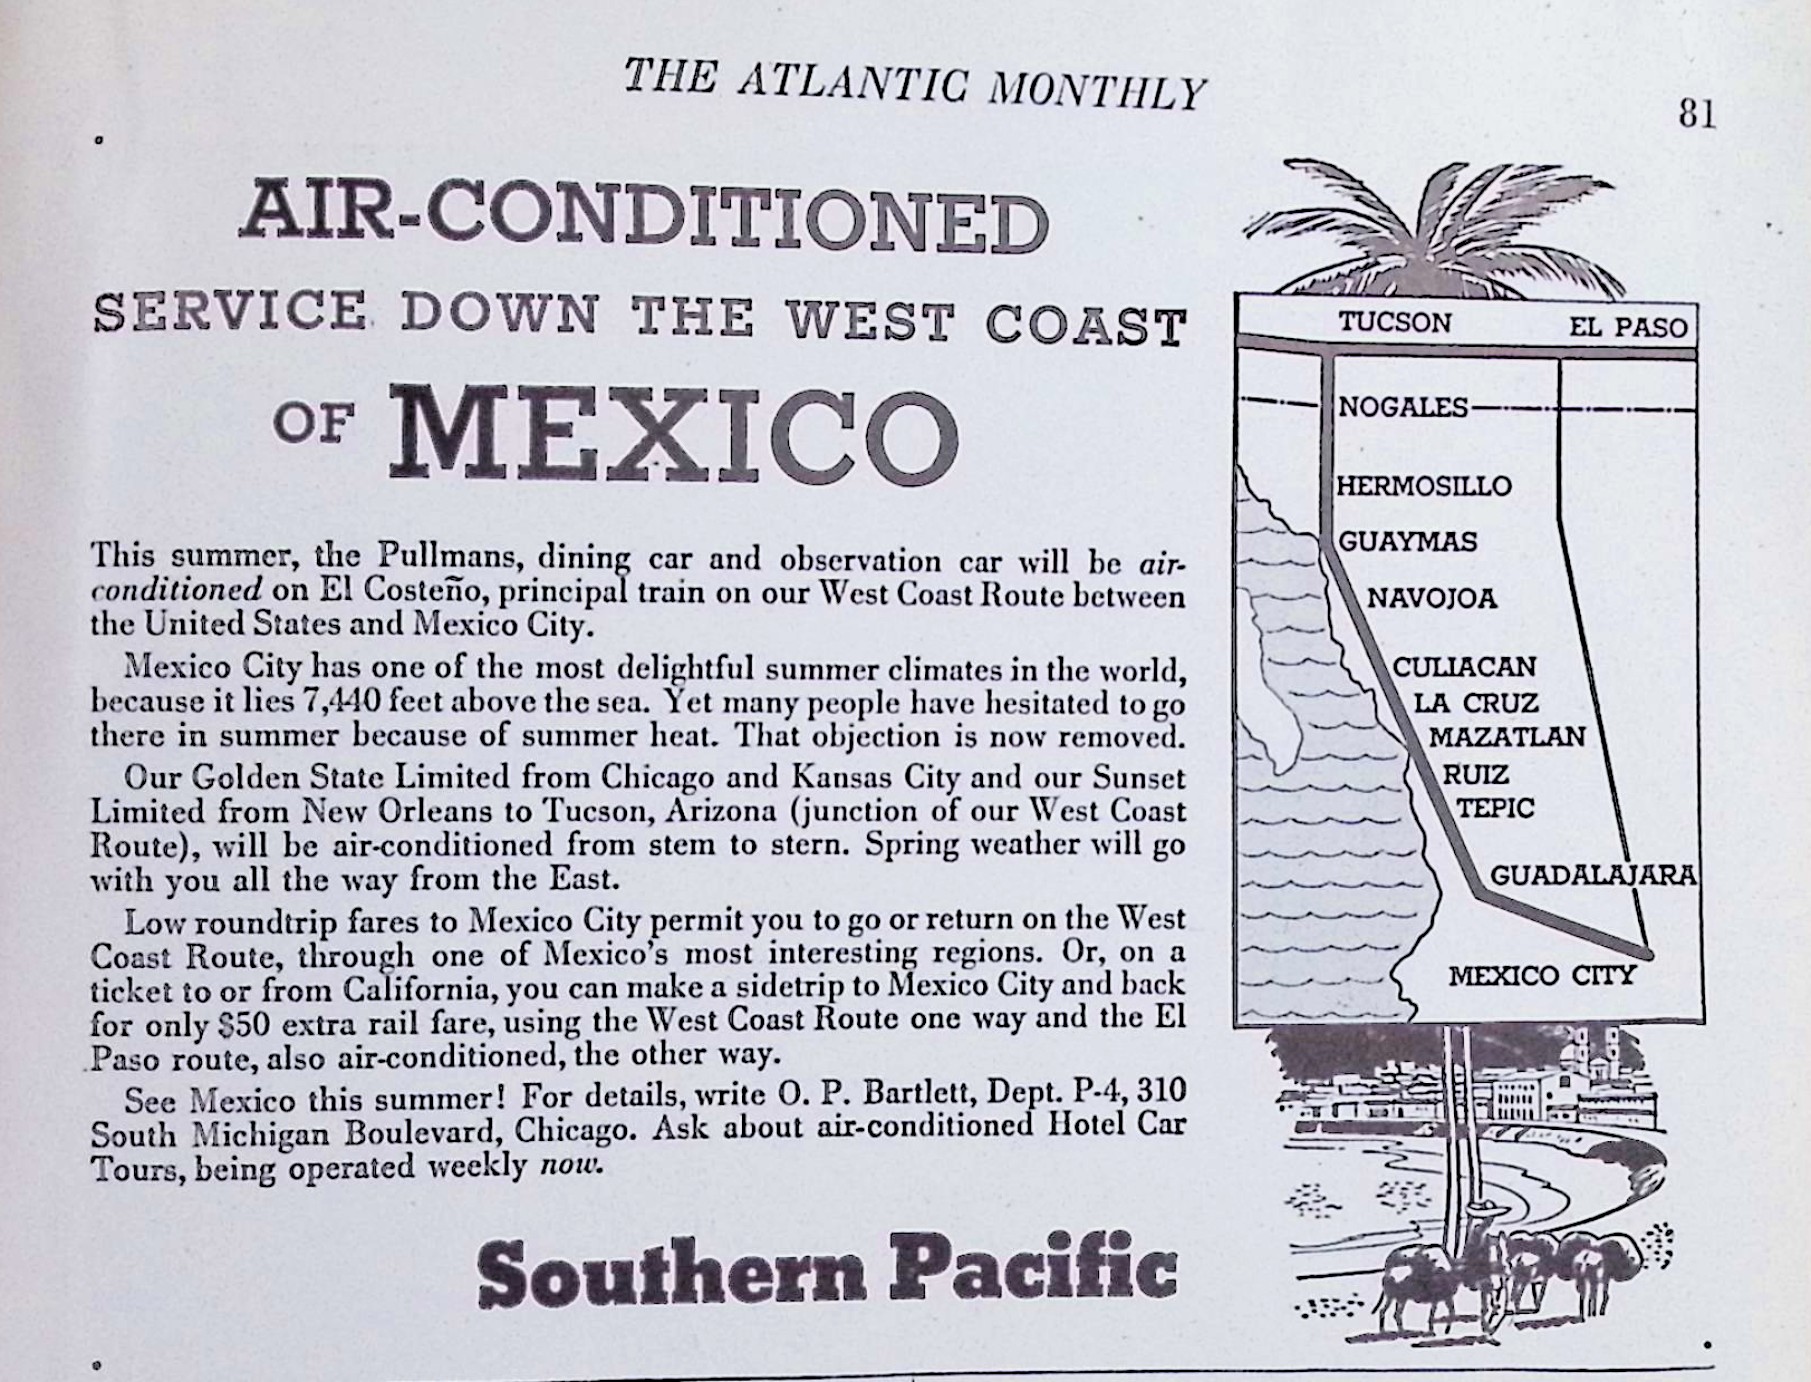 THE ATLANTIC MONTHLY
81
AIR-CONDITIONED
SERVICE DOWN THE WEST COAST
OF MEXICO
This summer, the Pullmans, dining car and observation car will be air-
conditioned on El Costeño, principal train on our West Coast Route between
the United States and Mexico City.
Mexico City has one of the most delightful summer climates in the world,
because it lies 7,440 feet above the sea. Yet many people have hesitated to go
there in summer because of summer heat. That objection is now removed.
Our Golden State Limited from Chicago and Kansas City and our Sunset
Limited from New Orleans to Tucson, Arizona (junction of our West Coast
Route), will be air-conditioned from stem to stern. Spring weather will go
with you all the way from the East.
Low roundtrip fares to Mexico City permit you to go or return on the West
Coast Route, through one of Mexico's most interesting regions. Or, on a
ticket to or from California, you can make a sidetrip to Mexico City and back
for only $50 extra rail fare, using the West Coast Route one way and the El
Paso route, also air-conditioned, the other way.
See Mexico this summer! For details, write O. P. Bartlett, Dept. P-4, 310
South Michigan Boulevard, Chicago. Ask about air-conditioned Hotel Car
Tours, being operated weekly now.
Southern Pacific
TUCSON EL PASO
NOGALES
HERMOSILLO
GUAYMAS
NAVOJOA
CULIACAN
LA CRUZ
MAZATLAN
RUIZ
TEPIC
GUADALAJARA
MEXICO CITY